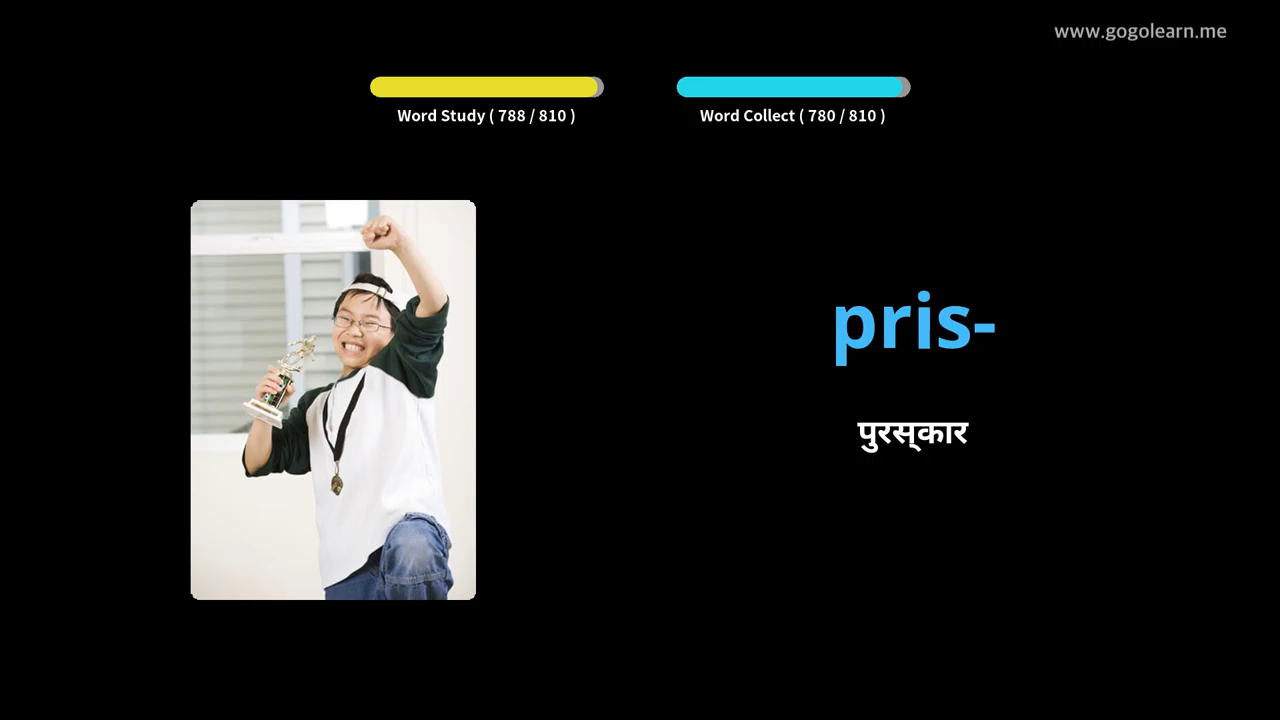 www.gogolearn.me
Word Study ( 788 / 810 )
Word Collect ( 780 / 810 )
pris-
पुरस्कार